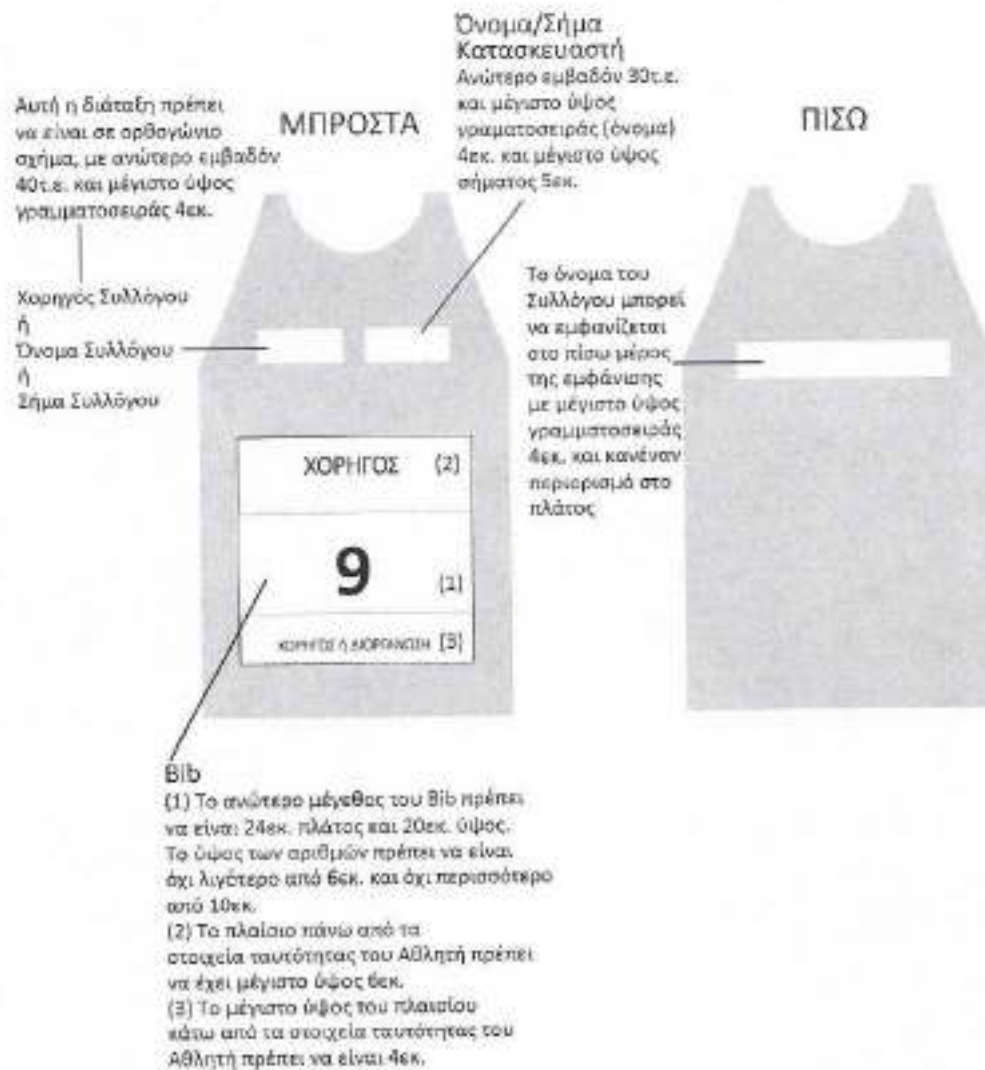 Όνομα/Σήμα
Κατασκευαστή
Ανώτερο εμβαδόν 30τ.ε.
και μέγιστο ύψος
γραματοσειράς (όνομα)
4εκ. και μέγιστο ύψος
σήματος 5εκ.
Αυτή η διάταξη πρέπει
να είναι σε ορθογώνιο
σχήμα, με ανώτερο εμβαδόν
40τ.ε. και μέγιστο ύψος
γραμματοσειράς 4εκ.
ΜΠΡΟΣΤΑ
ΠΙΣΩ
Χορηγός Συλλόγου
ή
Όνομα Συλλόγου
ή
Σήμα Συλλόγου
Το όνομα του
Συλλόγου μπορεί
να εμφανίζεται
στο πίσω μέρος
της εμφάνισης
με μέγιστο ύψος
γραμματοσειράς
4εκ. και κανέναν
περιορισμό στο
πλάτος
ΧΟΡΗΓΟΣ (2)
9 (1)
ΧΟΡΗΓΟΣ ή ΔΙΟΡΓΑΝΩΣΗ (3)
Bib
(1) Το ανώτερο μέγεθος του Bib πρέπει
να είναι 24εκ. πλάτος και 20εκ. ύψος.
Το ύψος των αριθμών πρέπει να είναι
όχι λιγότερο από 6εκ. και όχι περισσότερο
από 10εκ.
(2) Το πλαίσιο πάνω από τα
στοιχεία ταυτότητας του Αθλητή πρέπει
να έχει μέγιστο ύψος 6εκ.
(3) Το μέγιστο ύψος του πλαισίου
κάτω από τα στοιχεία ταυτότητας του
Αθλητή πρέπει να είναι 4εκ.